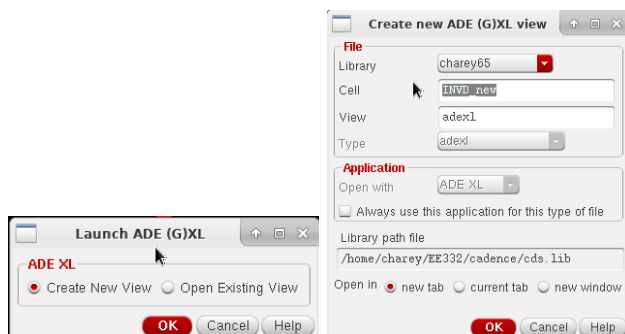 Launch ADE (G)XL
ADE XL
Create New View Open Existing View
OK Cancel Help
Create new ADE (G)XL view
File
Library charey65
Cell INVD_new
View adexl
Type adexl
Application
Open with ADE XL
Always use this application for this type of file
Library path file
/home/charey/EE332/cadence/cds.lib
Open in new tab current tab new window
OK Cancel Help